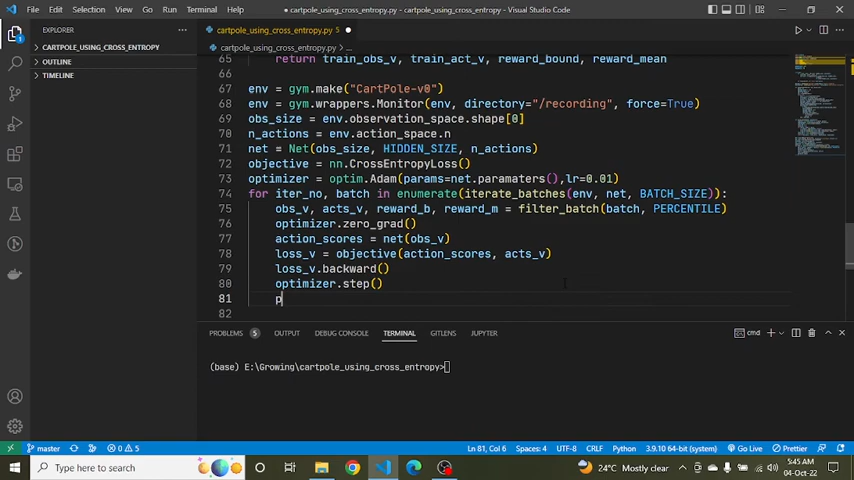 File Edit Selection View Go Run Terminal Help
● cartpole_using_cross_entropy.py - cartpole_using_cross_entropy - Visual Studio Code
EXPLORER
CARTPOLE_USING_CROSS_ENTROPY
OUTLINE
TIMELINE
cartpole_using_cross_entropy.py 5
cartpole_using_cross_entropy.py > ...
65 return train_obs_v, train_act_v, reward_bound, reward_mean
66
67 env = gym.make("CartPole-v0")
68 env = gym.wrappers.Monitor(env, directory="/recording", force=True)
69 obs_size = env.observation_space.shape[0]
70 n_actions = env.action_space.n
71 net = Net(obs_size, HIDDEN_SIZE, n_actions)
72 objective = nn.CrossEntropyLoss()
73 optimizer = optim.Adam(params=net.paramaters(),lr=0.01)
74 for iter_no, batch in enumerate(iterate_batches(env, net, BATCH_SIZE)):
75 obs_v, acts_v, reward_b, reward_m = filter_batch(batch, PERCENTILE)
76 optimizer.zero_grad()
77 action_scores = net(obs_v)
78 loss_v = objective(action_scores, acts_v)
79 loss_v.backward()
80 optimizer.step()
81 p
82
PROBLEMS 5 OUTPUT DEBUG CONSOLE TERMINAL GITLENS JUPYTER
cmd
(base) E:\Growing\cartpole_using_cross_entropy>
master 0 5 Ln 81, Col 6 Spaces: 4 UTF-8 CRLF Python 3.9.10 64-bit (system) Go Live Prettier
Type here to search
24°C Mostly clear
5:45 AM
04-Oct-22